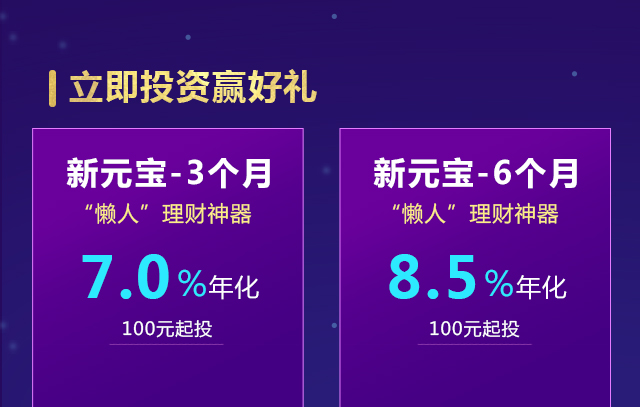 立即投资赢好礼
新元宝-3个月
“懒人”理财神器
7.0%年化
100元起投
新元宝-6个月
“懒人”理财神器
8.5%年化
100元起投